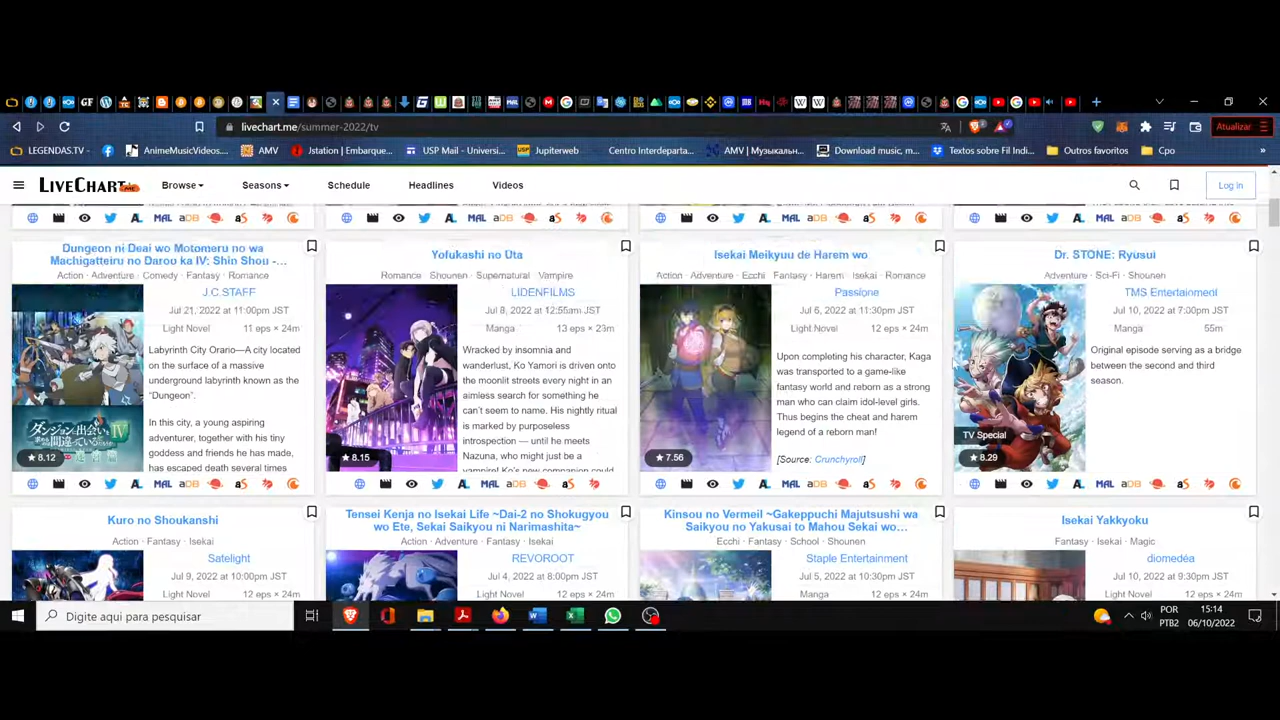 livechart.me/summer-2022/tv
Atualizar
LEGENDAS.TV -
AnimeMusicVideos...
AMV
Jstation | Embarque...
USP Mail - Universi...
Jupiterweb
Centro Interdeparta...
AMV | Музыкальн...
Download music, m...
Textos sobre Fil Indi...
Outros favoritos
Cpo
LIVECHART.ME
Browse
Seasons
Schedule
Headlines
Videos
Log in
Dungeon ni Deai wo Motomeru no wa
Machigatteiru no Darou ka IV: Shin Shou -...
Action · Adventure · Comedy · Fantasy · Romance
J.C.STAFF
Jul 21, 2022 at 11:00pm JST
Light Novel 11 eps × 24m
Labyrinth City Orario—A city located
on the surface of a massive
underground labyrinth known as the
“Dungeon”.
In this city, a young aspiring
adventurer, together with his tiny
goddess and friends he has made,
has escaped death several times
8.12
Yofukashi no Uta
Romance · Shounen · Supernatural · Vampire
LIDENFILMS
Jul 8, 2022 at 12:55am JST
Manga 13 eps × 23m
Wracked by insomnia and
wanderlust, Ko Yamori is driven onto
the moonlit streets every night in an
aimless search for something he
can’t seem to name. His nightly ritual
is marked by purposeless
introspection — until he meets
Nazuna, who might just be a
vampire! Ko’s new companion could
8.15
Isekai Meikyuu de Harem wo
Action · Adventure · Ecchi · Fantasy · Harem · Isekai · Romance
Passione
Jul 6, 2022 at 11:30pm JST
Light Novel 12 eps × 24m
Upon completing his character, Kaga
was transported to a game-like
fantasy world and reborn as a strong
man who can claim idol-level girls.
Thus begins the cheat and harem
legend of a reborn man!
[Source: Crunchyroll]
7.56
Dr. STONE: Ryusui
Adventure · Sci-Fi · Shounen
TMS Entertainment
Jul 10, 2022 at 7:00pm JST
Manga 55m
Original episode serving as a bridge
between the second and third
season.
TV Special
8.29
Kuro no Shoukanshi
Action · Fantasy · Isekai
Satelight
Jul 9, 2022 at 10:00pm JST
Light Novel 12 eps × 24m
Tensei Kenja no Isekai Life ~Dai-2 no Shokugyou
wo Ete, Sekai Saikyou ni Narimashita~
Action · Adventure · Fantasy · Isekai
REVOROOT
Jul 4, 2022 at 8:00pm JST
Light Novel 12 eps × 24m
Kinsou no Vermeil ~Gakeppuchi Majutsushi wa
Saikyou no Yakusai to Mahou Sekai wo...
Ecchi · Fantasy · School · Shounen
Staple Entertainment
Jul 5, 2022 at 10:30pm JST
Manga 12 eps × 24m
Isekai Yakkyoku
Fantasy · Isekai · Magic
diomedéa
Jul 10, 2022 at 9:30pm JST
Light Novel 12 eps × 24m
Digite aqui para pesquisar
POR
PTB2
15:14
06/10/2022